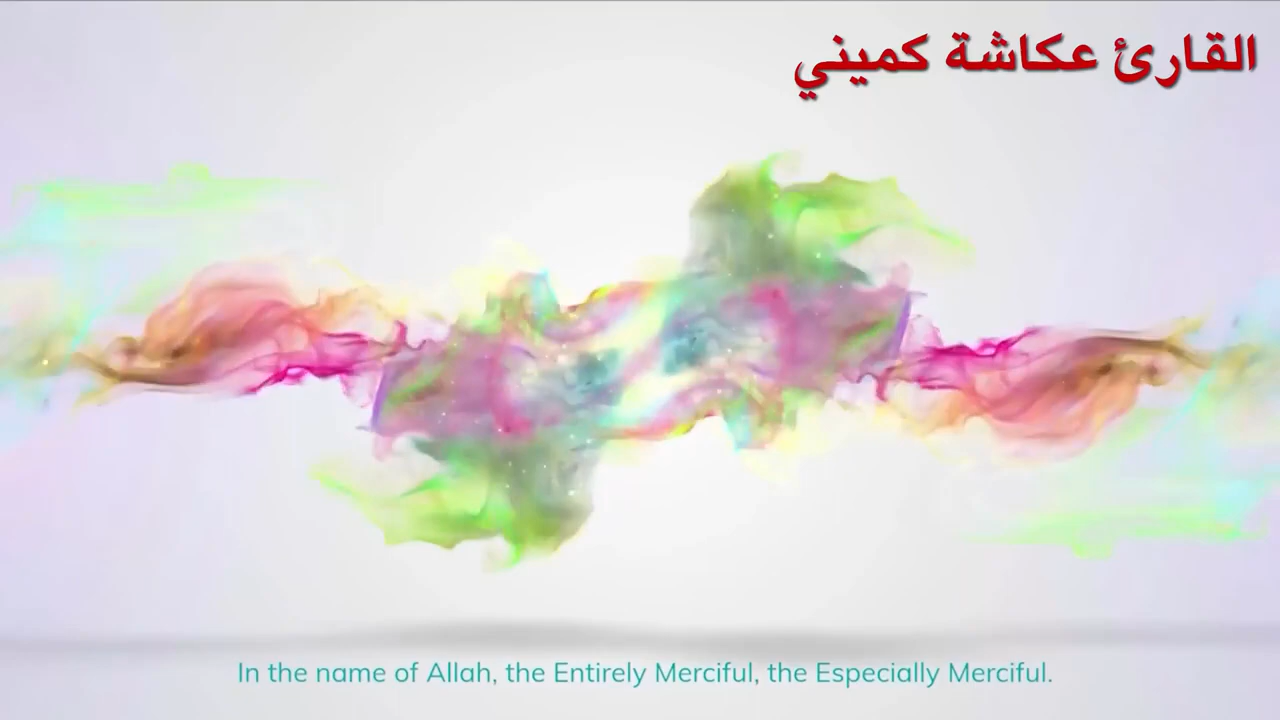 القارئ عكاشة كميني
In the name of Allah, the Entirely Merciful, the Especially Merciful.